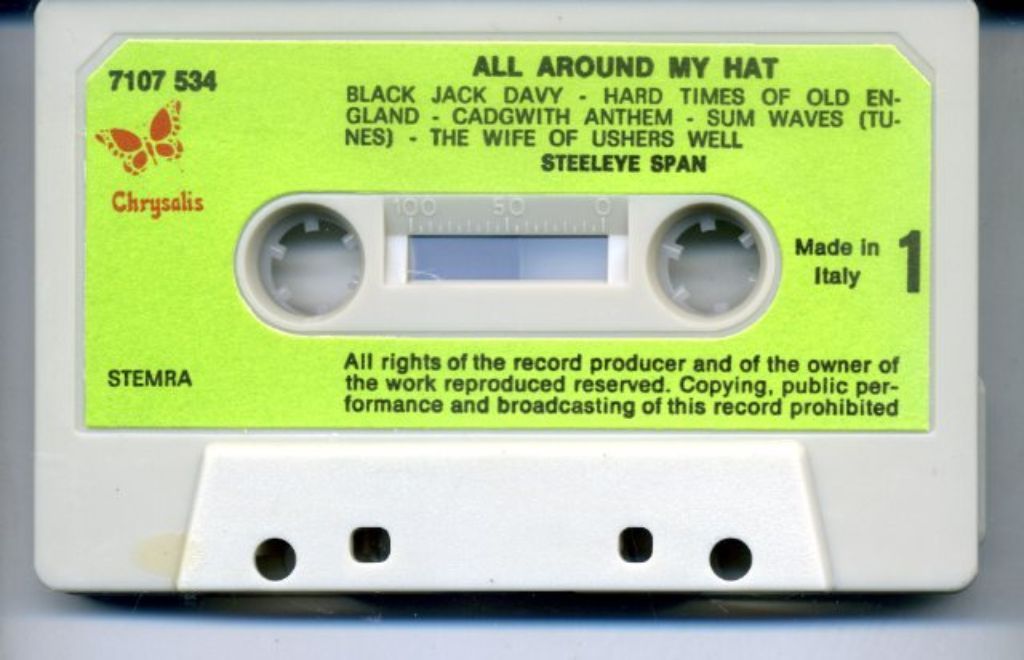 7107 534
Chrysalis
ALL AROUND MY HAT
BLACK JACK DAVY - HARD TIMES OF OLD EN-
GLAND - CADGWITH ANTHEM - SUM WAVES (TU-
NES) - THE WIFE OF USHERS WELL
STEELEYE SPAN
100 50 0
Made in
Italy
1
STEMRA
All rights of the record producer and of the owner of
the work reproduced reserved. Copying, public per-
formance and broadcasting of this record prohibited